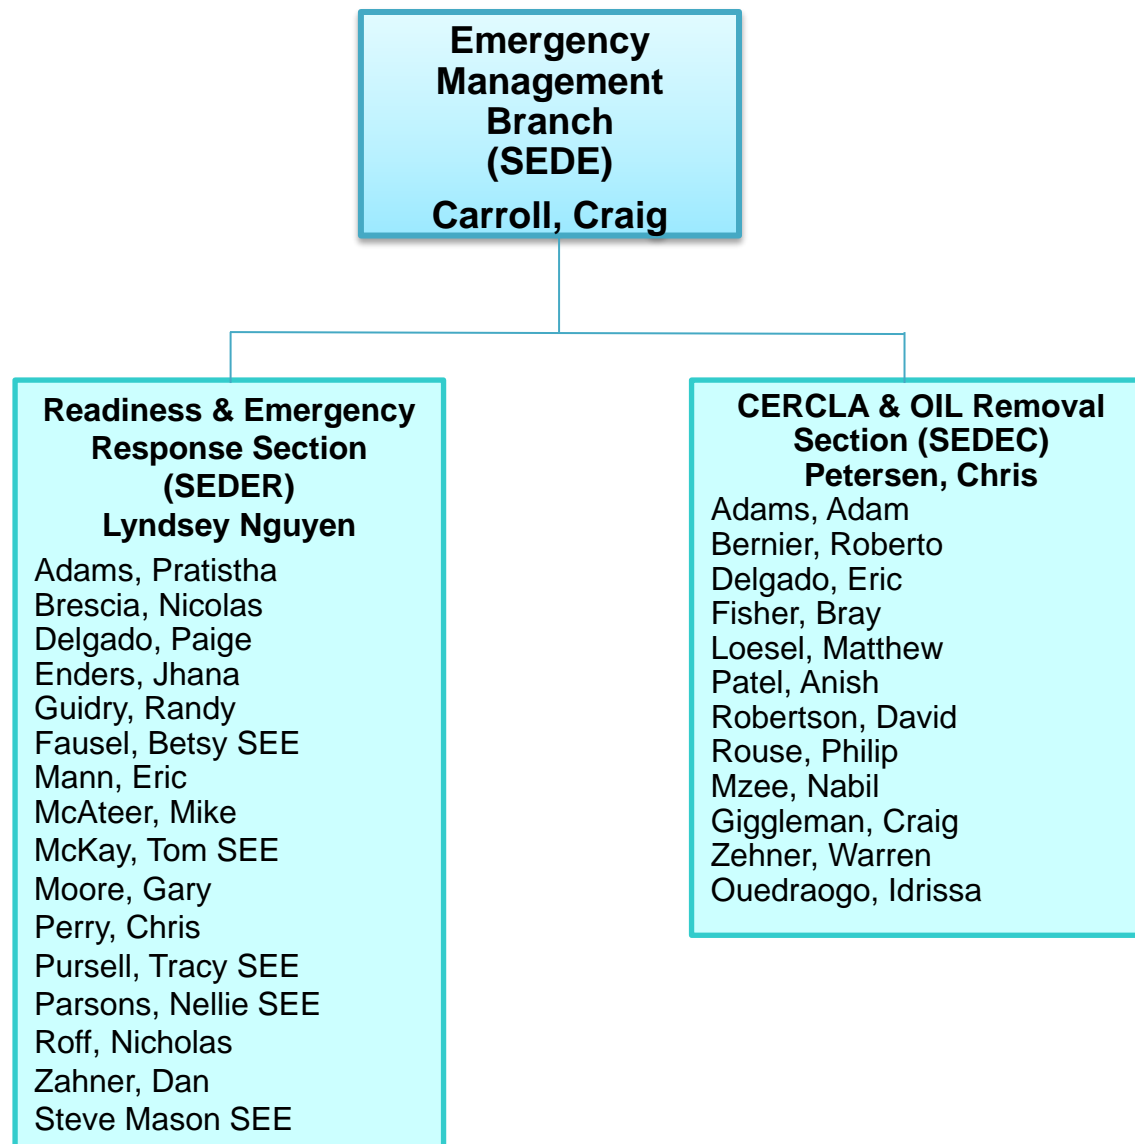 Emergency
Management
Branch
(SEDE)
Carroll, Craig
Readiness & Emergency
Response Section
(SEDER)
Lyndsey Nguyen
Adams, Pratistha
Brescia, Nicolas
Delgado, Paige
Enders, Jhana
Guidry, Randy
Fausel, Betsy SEE
Mann, Eric
McAteer, Mike
McKay, Tom SEE
Moore, Gary
Perry, Chris
Pursell, Tracy SEE
Parsons, Nellie SEE
Roff, Nicholas
Zahner, Dan
Steve Mason SEE
CERCLA & OIL Removal
Section (SEDEC)
Petersen, Chris
Adams, Adam
Bernier, Roberto
Delgado, Eric
Fisher, Bray
Loesel, Matthew
Patel, Anish
Robertson, David
Rouse, Philip
Mzee, Nabil
Giggleman, Craig
Zehner, Warren
Ouedraogo, Idrissa